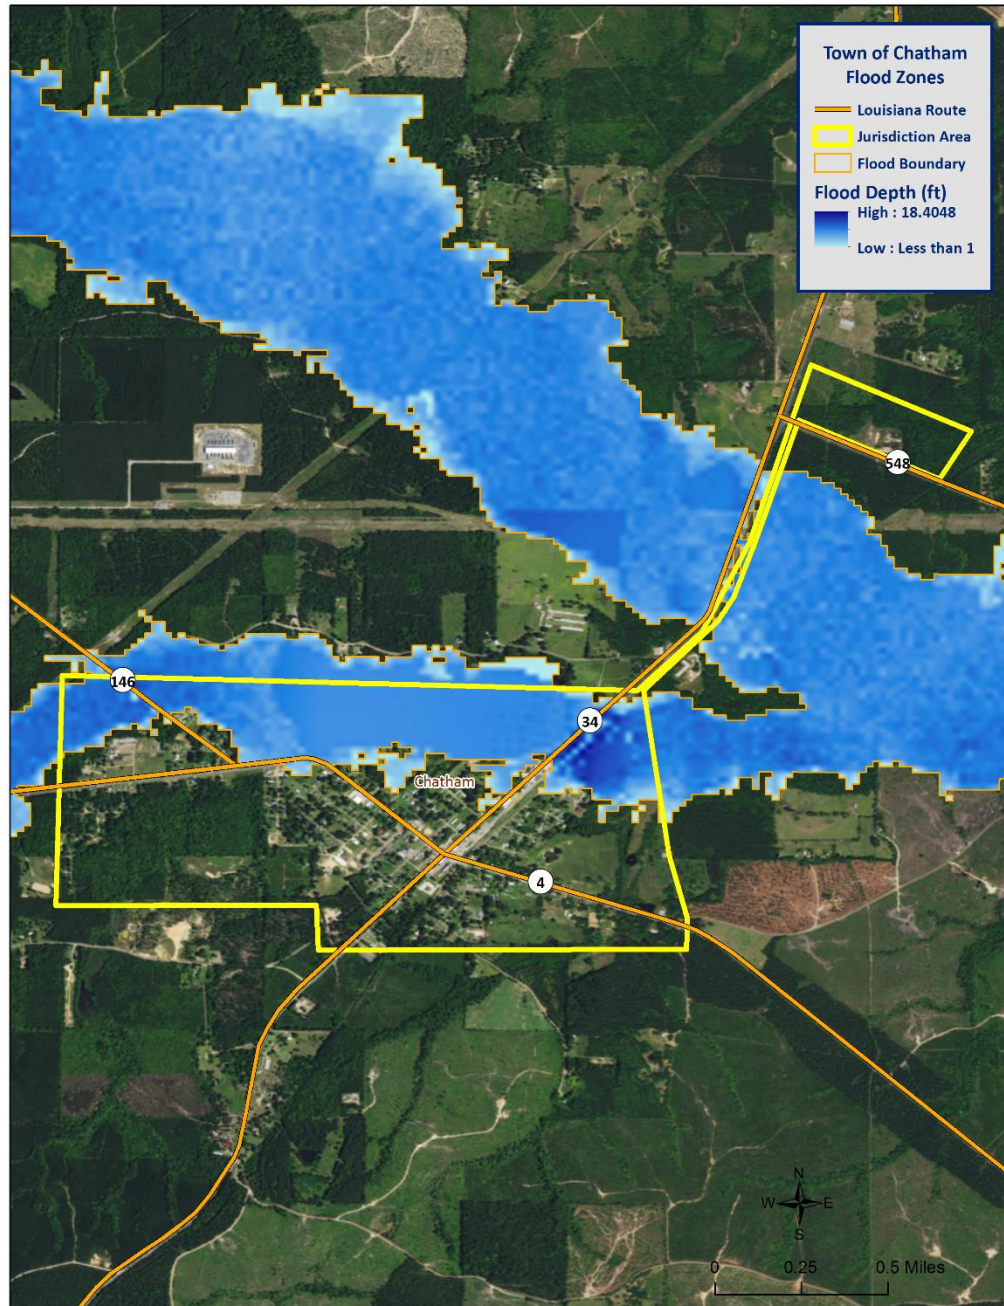 Town of Chatham
Flood Zones
Louisiana Route
Jurisdiction Area
Flood Boundary
Flood Depth (ft)
High : 18.4048
Low : Less than 1
548
146
34
Chatham
4
N
W E
S
0 0.25 0.5 Miles